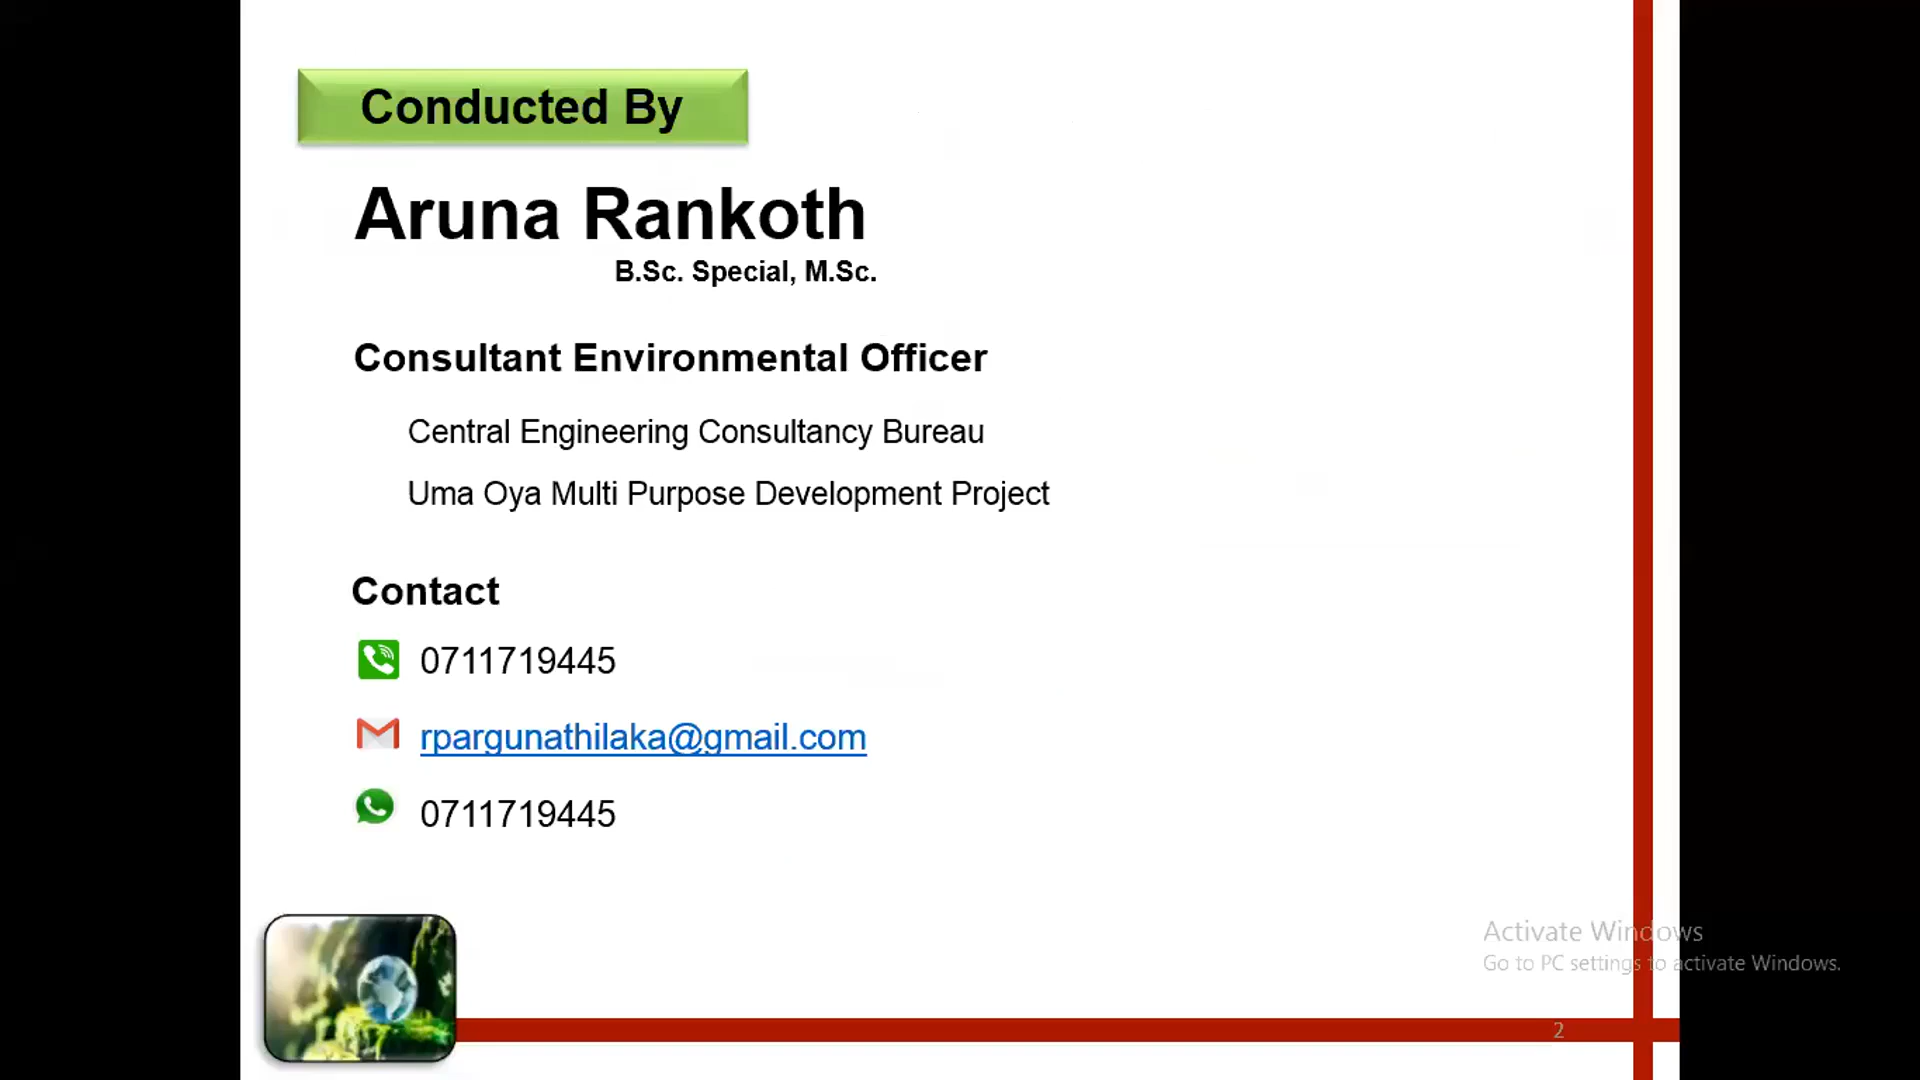 Conducted By
Aruna Rankoth
B.Sc. Special, M.Sc.
Consultant Environmental Officer
Central Engineering Consultancy Bureau
Uma Oya Multi Purpose Development Project
Contact
0711719445
rpargunathilaka@gmail.com
0711719445
Activate Windows
Go to PC settings to activate Windows.
2